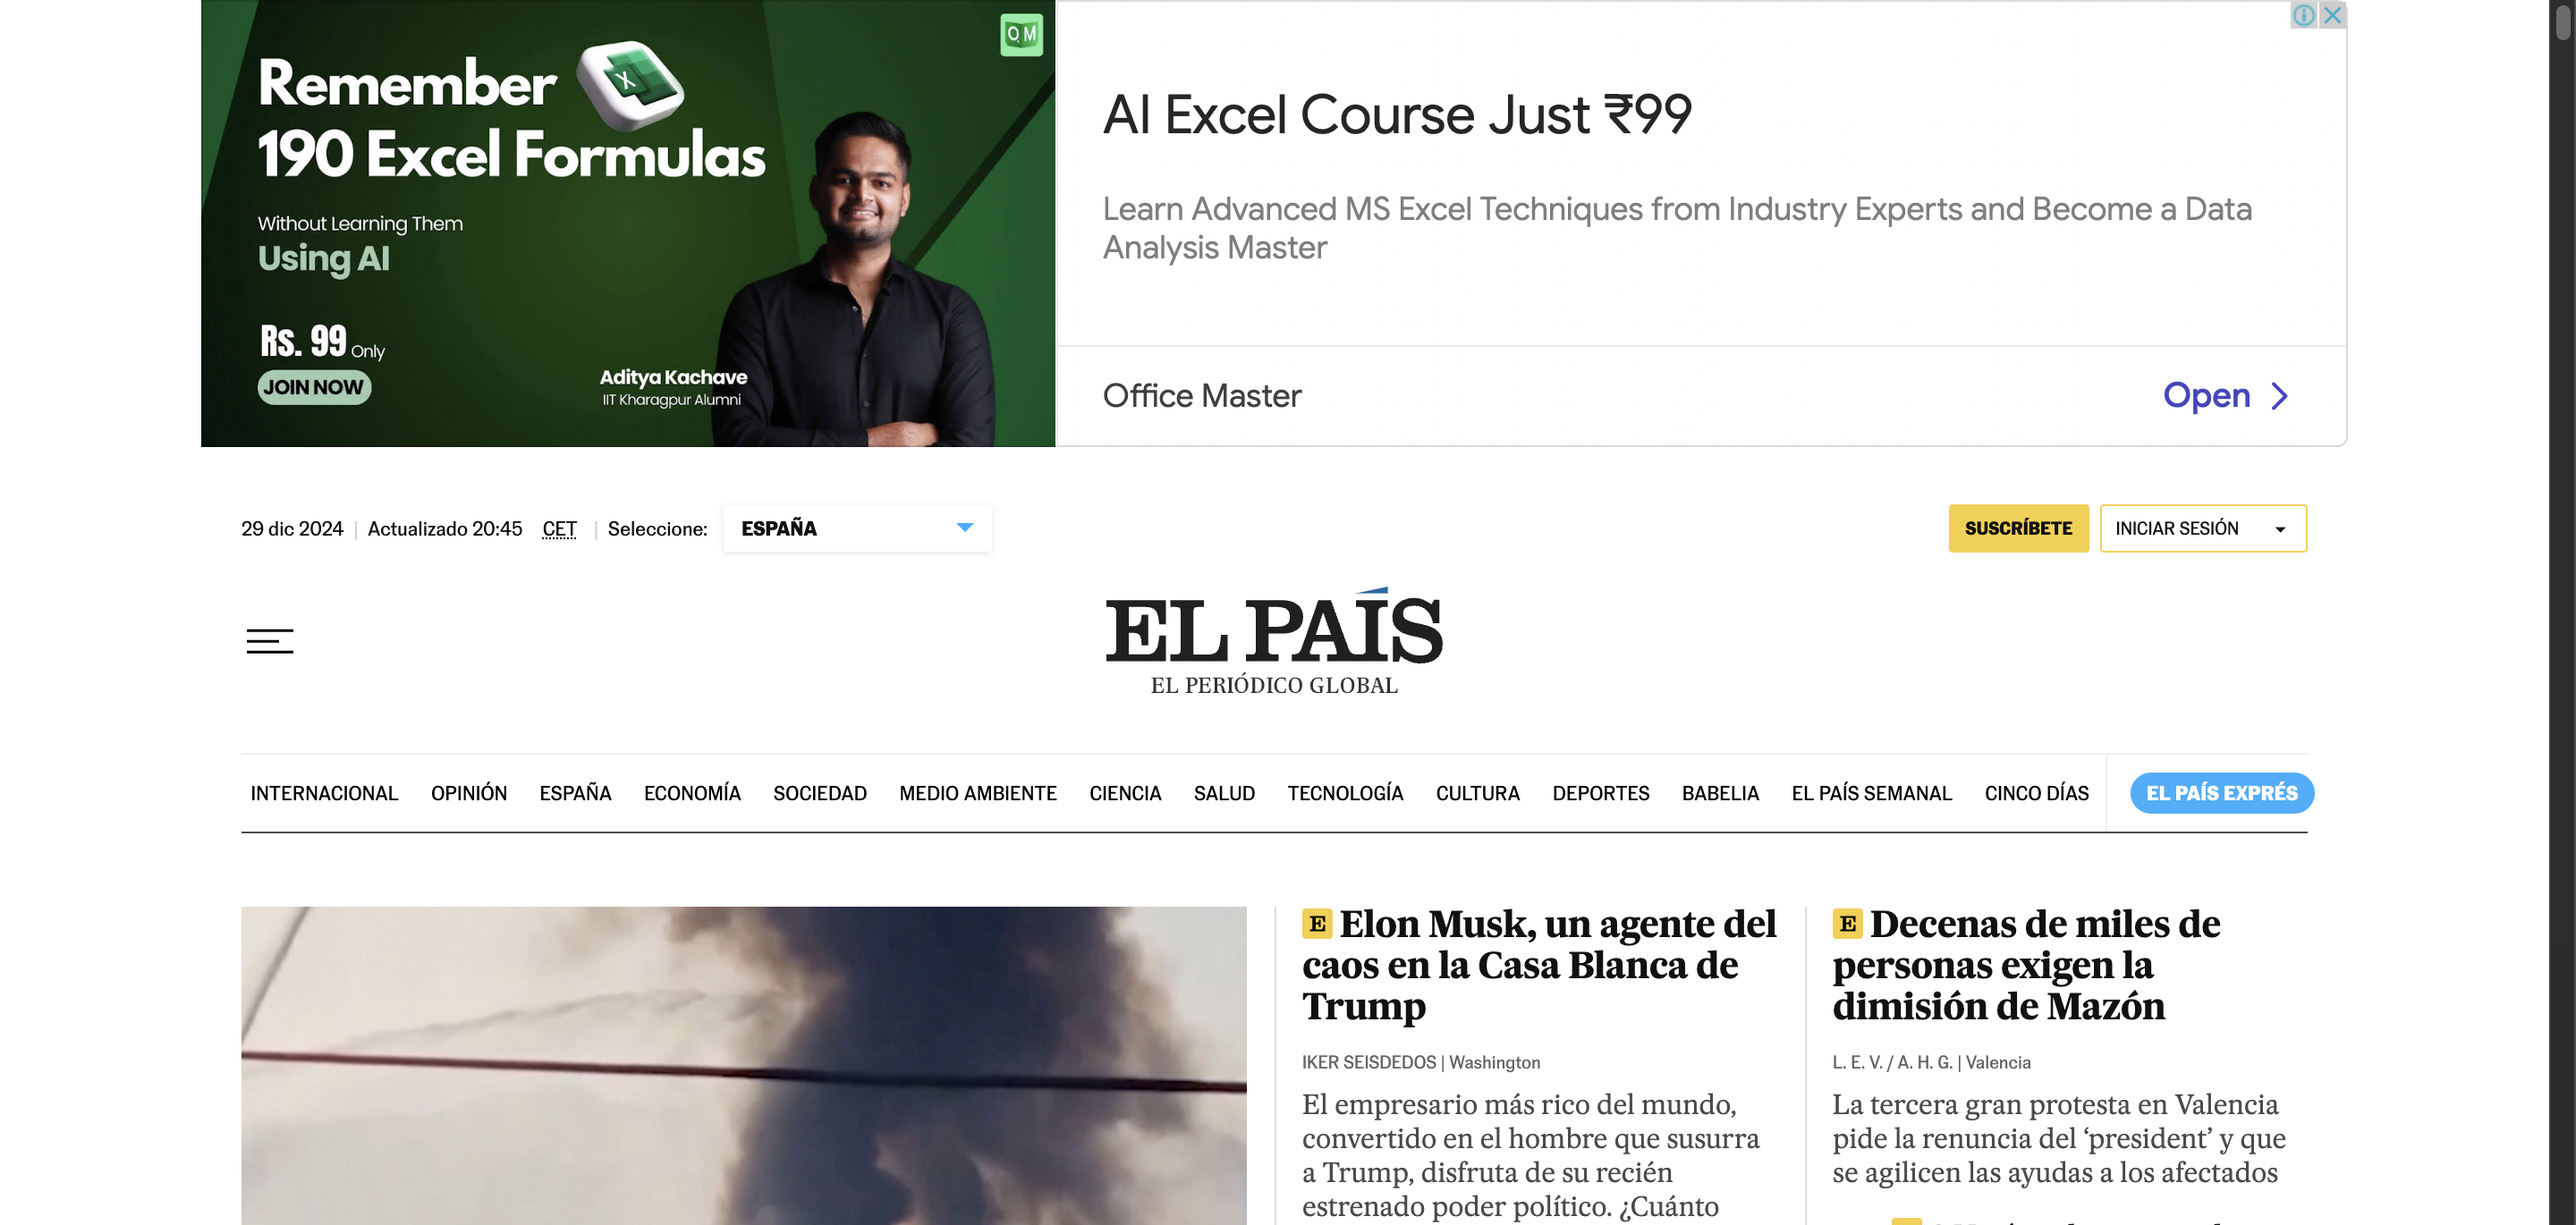 Remember
190 Excel Formulas
Without Learning Them
Using AI
Rs. 99 Only
JOIN NOW
Aditya Kachave
IIT Kharagpur Alumni
QM
AI Excel Course Just ₹99
Learn Advanced MS Excel Techniques from Industry Experts and Become a Data
Analysis Master
Office Master
Open
29 dic 2024 | Actualizado 20:45 CET | Seleccione: ESPAÑA
SUSCRÍBETE
INICIAR SESIÓN
EL PAÍS
EL PERIÓDICO GLOBAL
INTERNACIONAL OPINIÓN ESPAÑA ECONOMÍA SOCIEDAD MEDIO AMBIENTE CIENCIA SALUD TECNOLOGÍA CULTURA DEPORTES BABELIA EL PAÍS SEMANAL CINCO DÍAS EL PAÍS EXPRÉS
E Elon Musk, un agente del
caos en la Casa Blanca de
Trump
IKER SEISDEDOS | Washington
El empresario más rico del mundo,
convertido en el hombre que susurra
a Trump, disfruta de su recién
estrenado poder político. ¿Cuánto
E Decenas de miles de
personas exigen la
dimisión de Mazón
L. E. V. / A. H. G. | Valencia
La tercera gran protesta en Valencia
pide la renuncia del ‘president’ y que
se agilicen las ayudas a los afectados